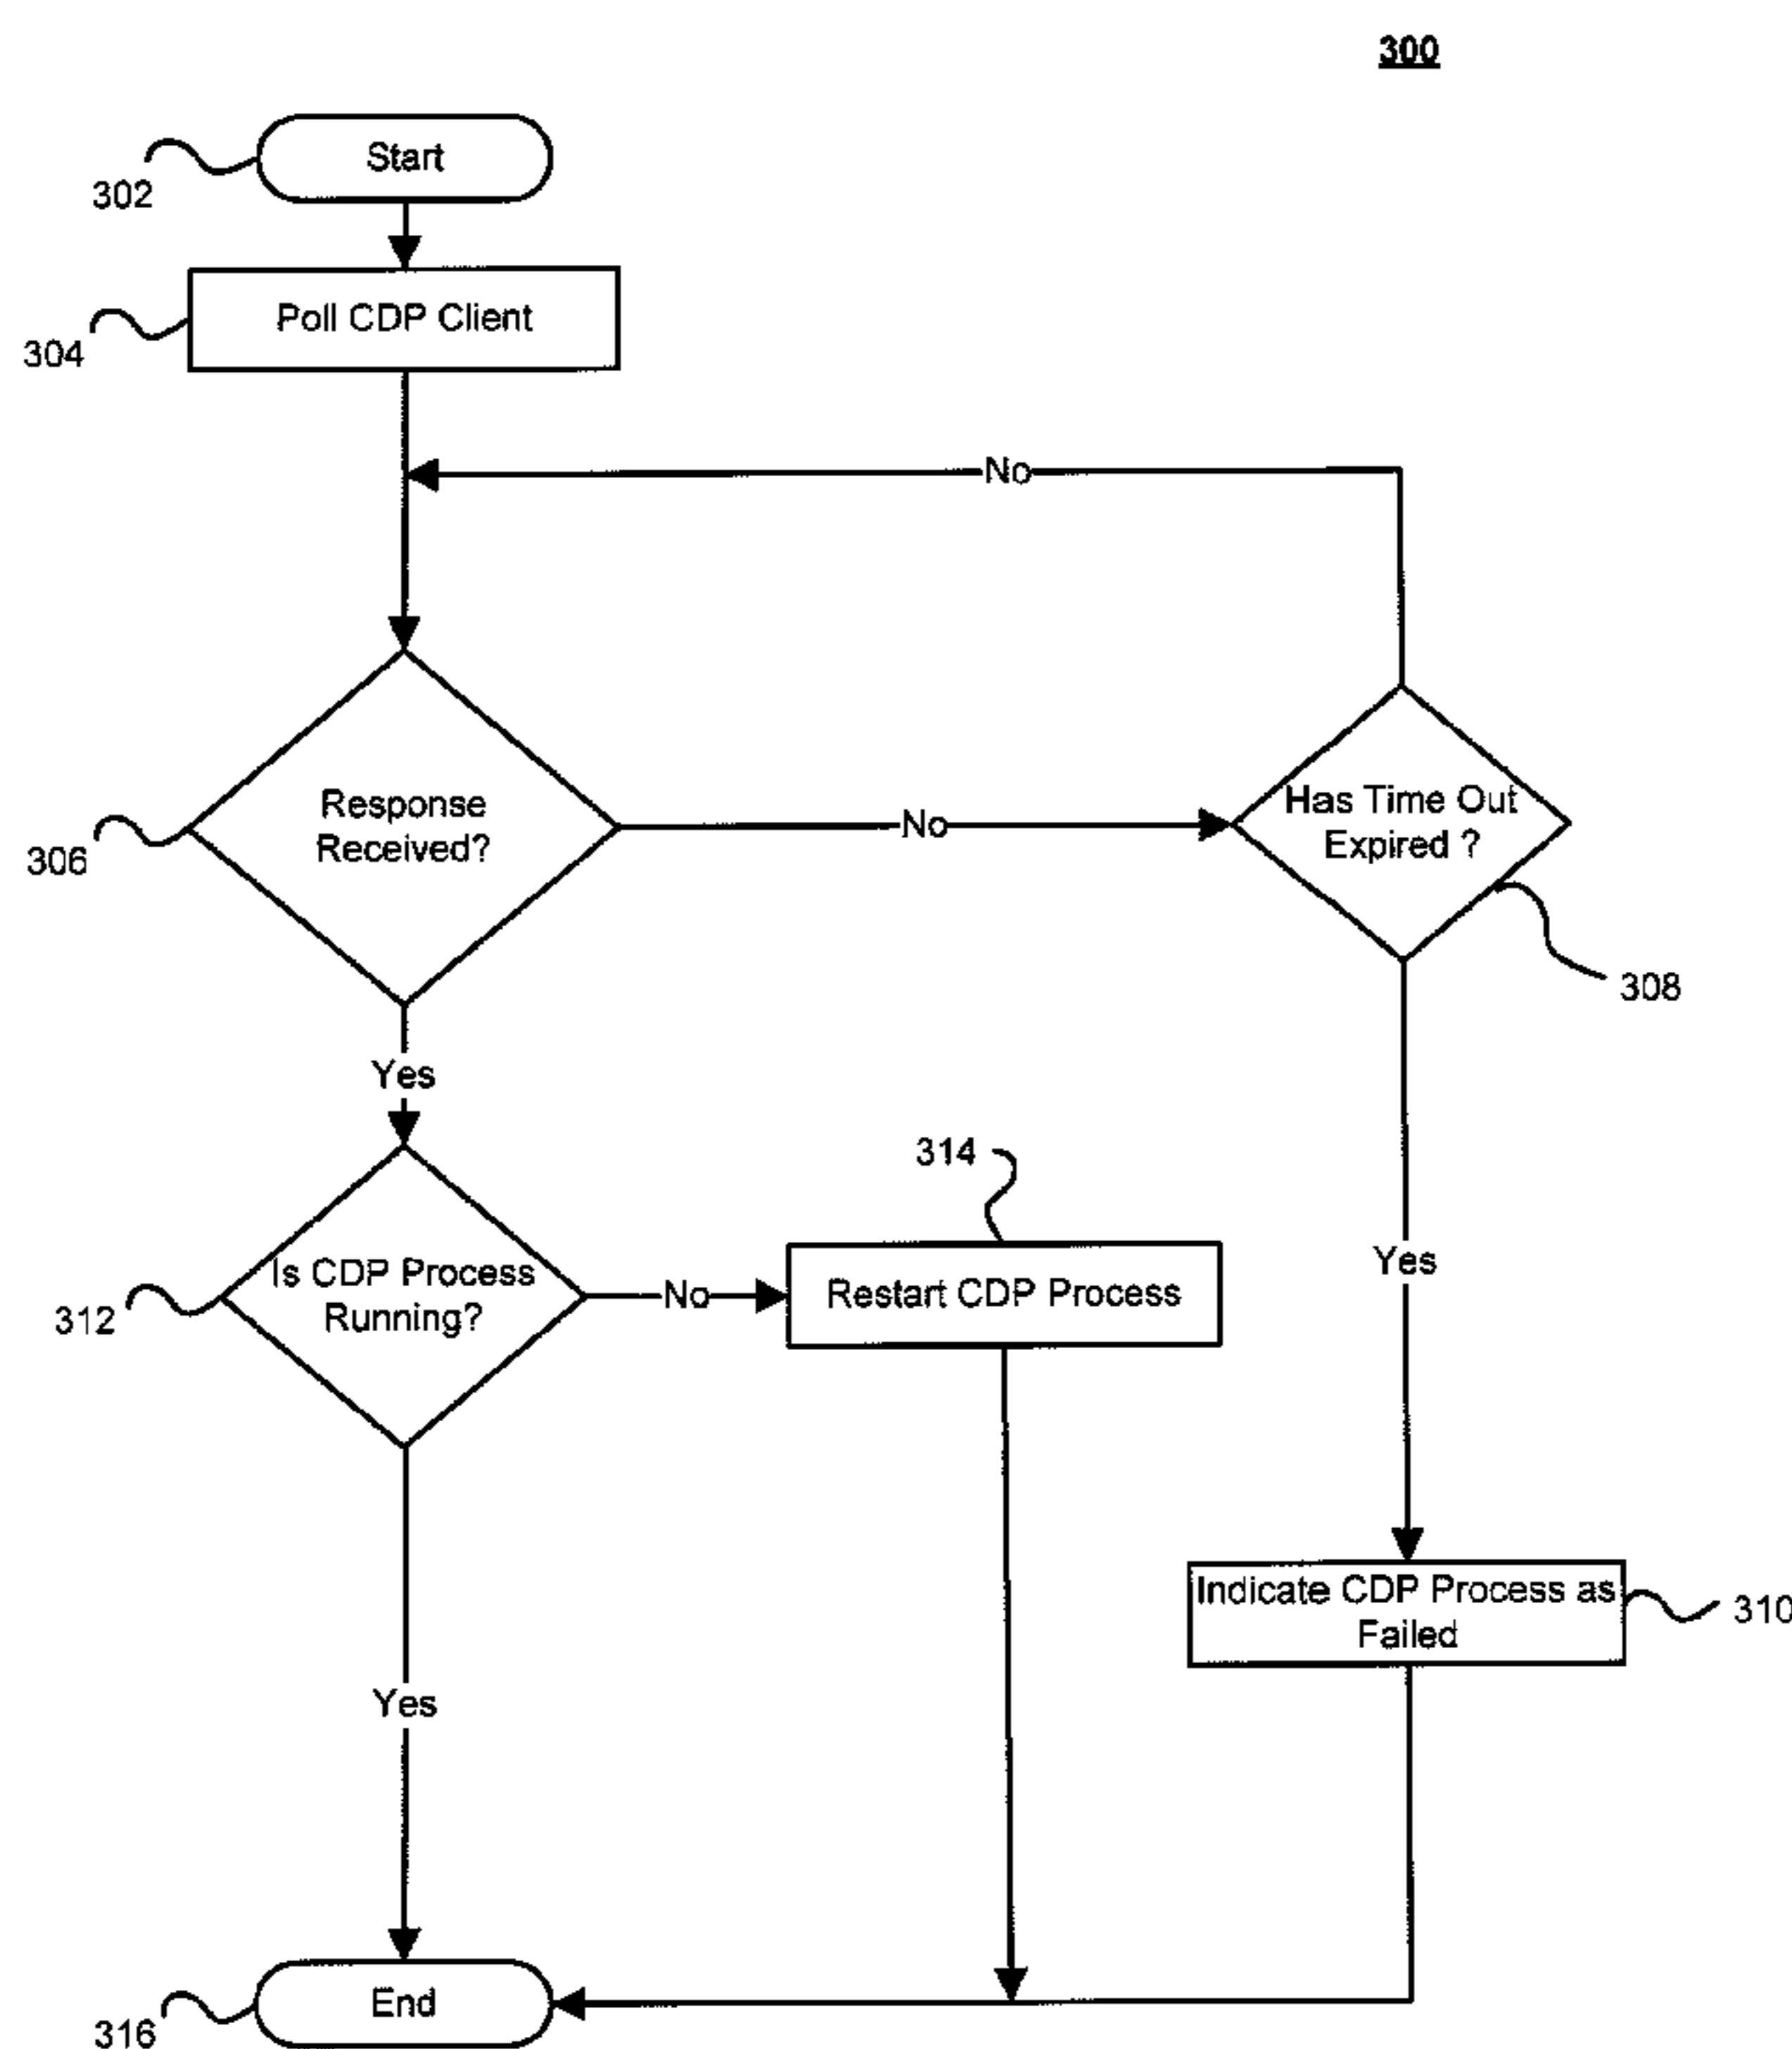 300
Start
302
Poll CDP Client
304
No
Response
Received?
306
No
Has Time Out
Expired ?
308
Yes
314
Is CDP Process
Running?
312
No
Restart CDP Process
Yes
Indicate CDP Process as
Failed
310
Yes
End
316